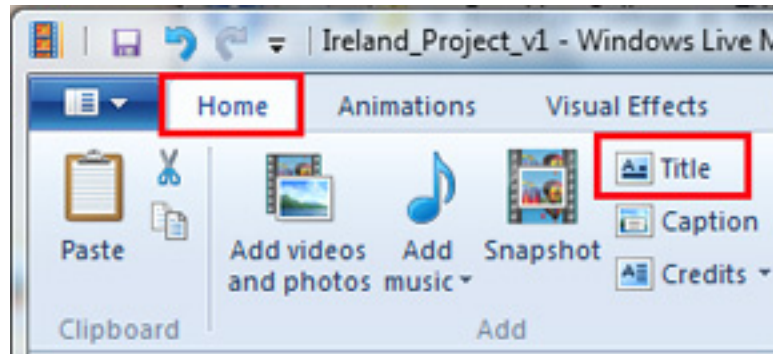 Ireland_Project_v1 - Windows Live M
Home Animations Visual Effects
Paste
Add videos and photos
Add music
Snapshot
Title
Caption
Credits
Clipboard
Add